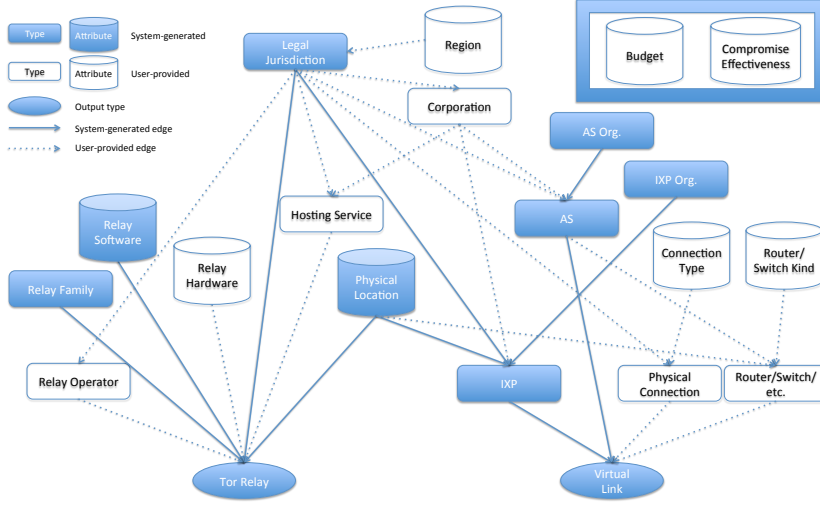 Type
Attribute
System-generated
Type
Attribute
User-provided
Output type
System-generated edge
User-provided edge
Legal
Jurisdiction
Region
Budget
Compromise
Effectiveness
Corporation
AS Org.
IXP Org.
Relay
Software
Hosting Service
AS
Relay
Hardware
Physical
Location
Connection
Type
Router/
Switch Kind
Relay Family
Relay Operator
IXP
Physical
Connection
Router/Switch/
etc.
Tor Relay
Virtual
Link